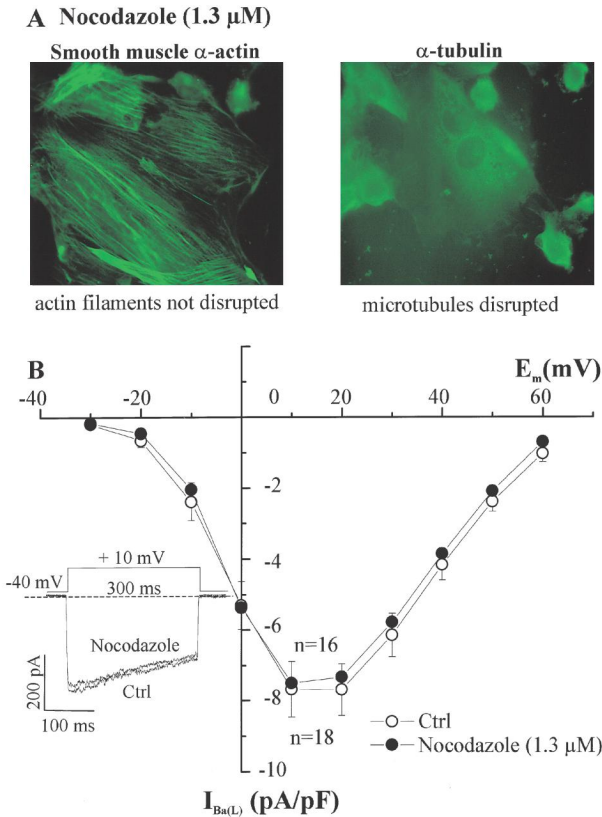 A Nocodazole (1.3 µM)
Smooth muscle α-actin
α-tubulin
actin filaments not disrupted
microtubules disrupted
B
E_m(mV)
-40 -20 0 20 40 60
-2
-4
-6
-8
-10
+ 10 mV
-40 mV
300 ms
Nocodazole
Ctrl
200 pA
100 ms
n=16
n=18
Ctrl
Nocodazole (1.3 µM)
I_Ba(L) (pA/pF)